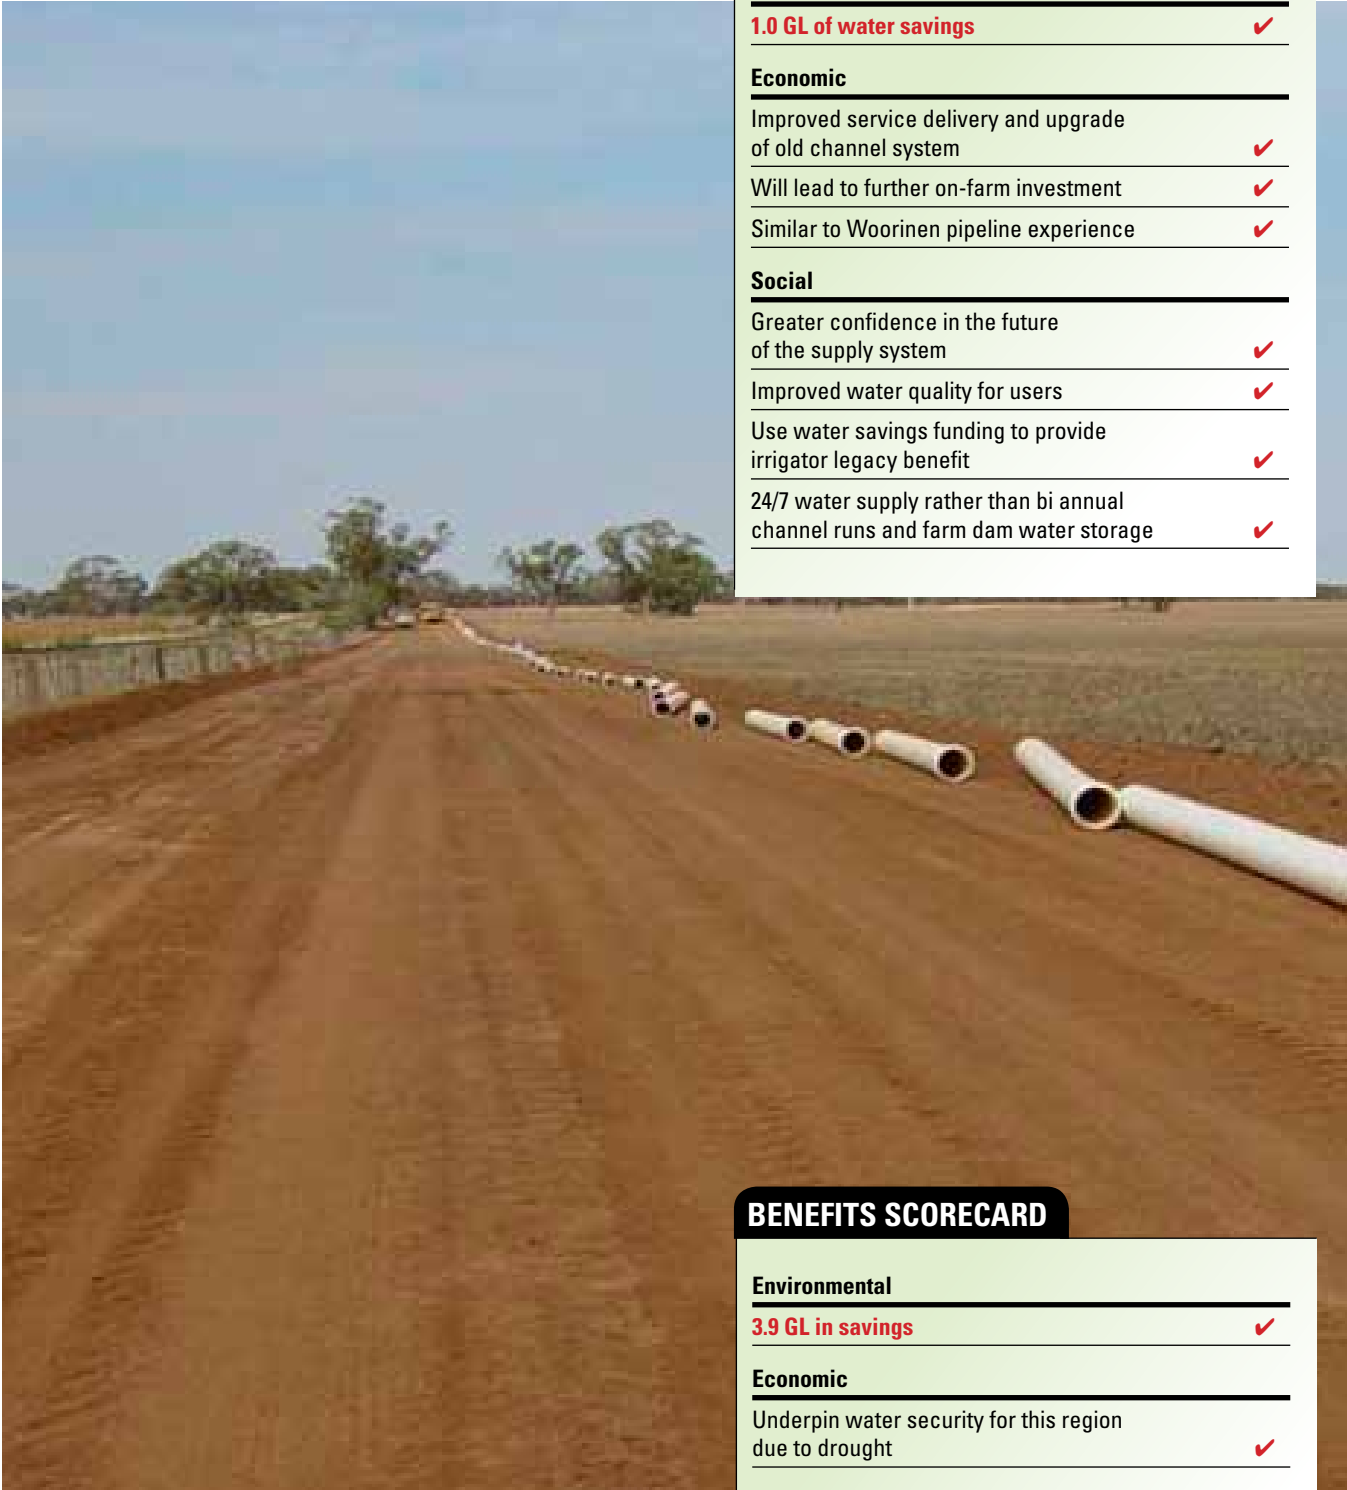 1.0 GL of water savings ✔
Economic
Improved service delivery and upgrade
of old channel system ✔
Will lead to further on-farm investment ✔
Similar to Woorinen pipeline experience ✔
Social
Greater confidence in the future
of the supply system ✔
Improved water quality for users ✔
Use water savings funding to provide
irrigator legacy benefit ✔
24/7 water supply rather than bi annual
channel runs and farm dam water storage ✔
BENEFITS SCORECARD
Environmental
3.9 GL in savings ✔
Economic
Underpin water security for this region
due to drought ✔